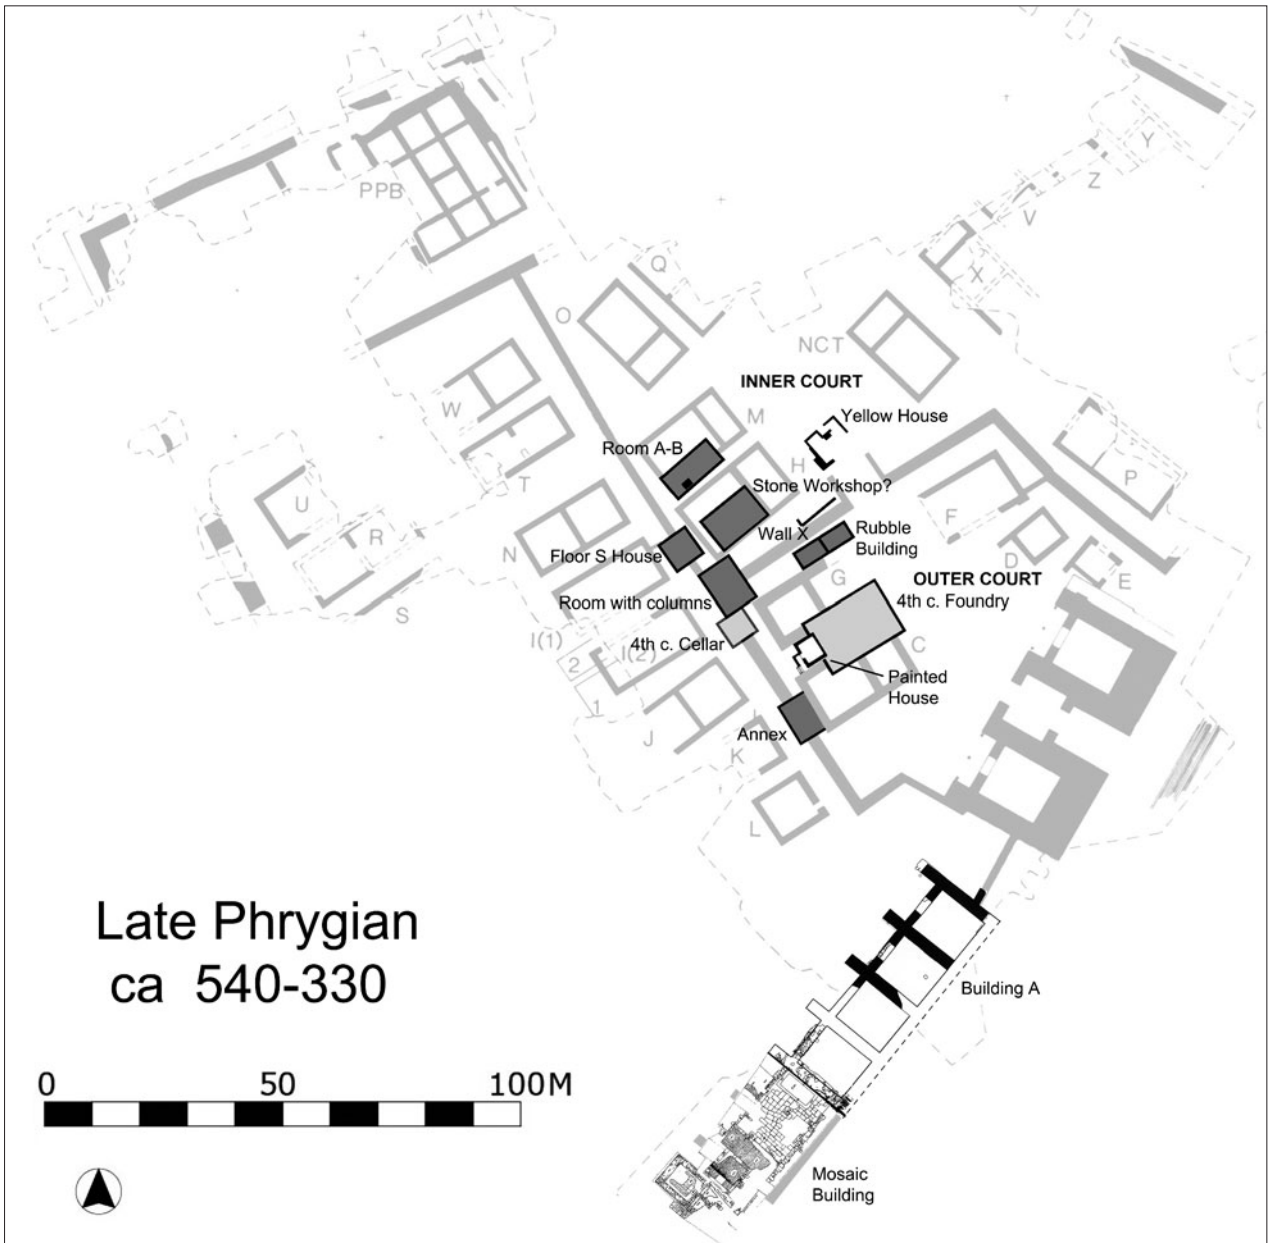 Y
Z
PPB
V
Q
X
O
NCT
INNER COURT
W
M
Yellow House
Room A-B
H
P
T
Stone Workshop?
U
F
Wall X
Rubble
Building
R
N
Floor S House
D
E
G
OUTER COURT
4th c. Foundry
Room with columns
S
I(1)
4th c. Cellar
I(2)
2
C
Painted
House
1
J
Annex
K
L
Late Phrygian
ca 540-330
Building A
0 50 100M
Mosaic
Building